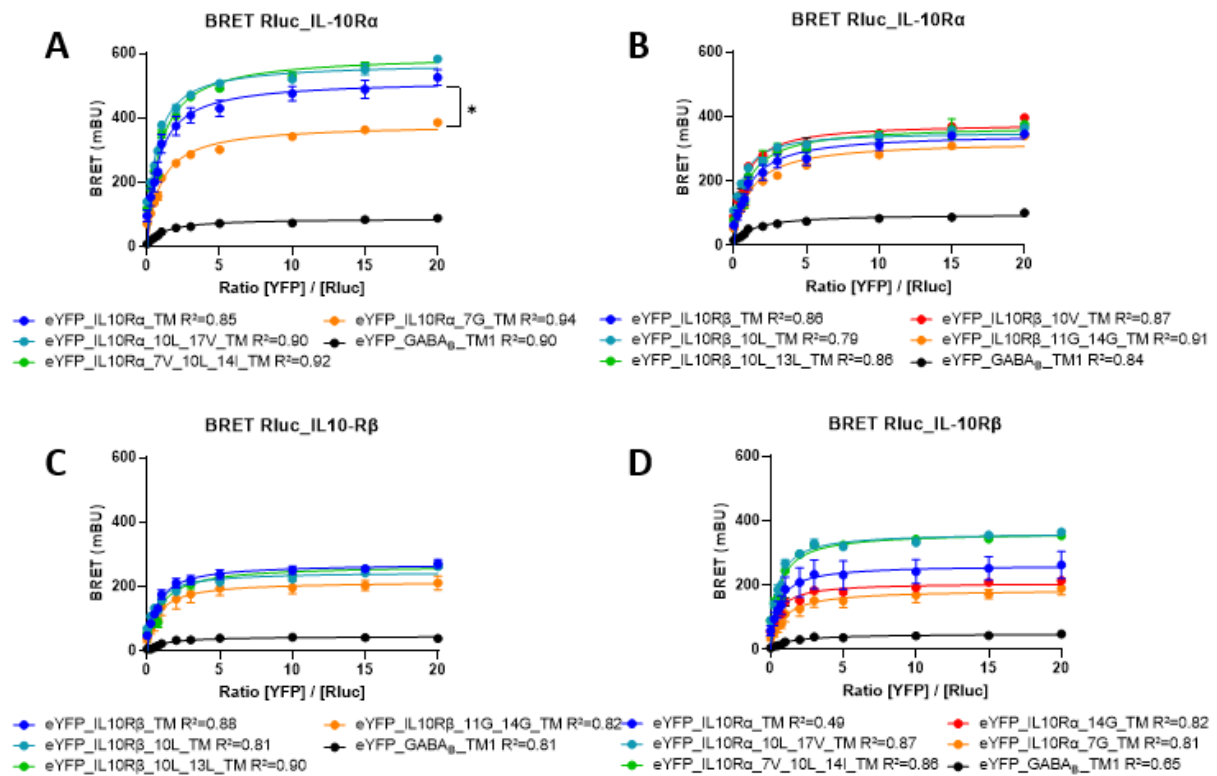 BRET Rluc_IL-10Rα
A
BRET (mBU)
600
400
200
0
0 5 10 15 20
*
Ratio [YFP] / [Rluc]
eYFP_IL10Rα_TM R²=0.85
eYFP_IL10Rα_7G_TM R²=0.94
eYFP_IL10Rα_10L_17V_TM R²=0.90
eYFP_GABA_B_TM1 R²=0.90
eYFP_IL10Rα_7V_10L_14I_TM R²=0.92
BRET Rluc_IL-10Rα
B
BRET (mBU)
600
400
200
0
0 5 10 15 20
Ratio [YFP] / [Rluc]
eYFP_IL10Rβ_TM R²=0.86
eYFP_IL10Rβ_10V_TM R²=0.87
eYFP_IL10Rβ_10L_TM R²=0.79
eYFP_IL10Rβ_11G_14G_TM R²=0.91
eYFP_IL10Rβ_10L_13L_TM R²=0.86
eYFP_GABA_B_TM1 R²=0.84
BRET Rluc_IL10-Rβ
C
BRET (mBU)
600
400
200
0
0 5 10 15 20
Ratio [YFP] / [Rluc]
eYFP_IL10Rβ_TM R²=0.88
eYFP_IL10Rβ_11G_14G_TM R²=0.82
eYFP_IL10Rβ_10L_TM R²=0.81
eYFP_GABA_B_TM1 R²=0.81
eYFP_IL10Rβ_10L_13L_TM R²=0.90
BRET Rluc_IL-10Rβ
D
BRET (mBU)
600
400
200
0
0 5 10 15 20
Ratio [YFP] / [Rluc]
eYFP_IL10Rα_TM R²=0.49
eYFP_IL10Rα_14G_TM R²=0.82
eYFP_IL10Rα_10L_17V_TM R²=0.87
eYFP_IL10Rα_7G_TM R²=0.81
eYFP_IL10Rα_7V_10L_14I_TM R²=0.86
eYFP_GABA_B_TM1 R²=0.65